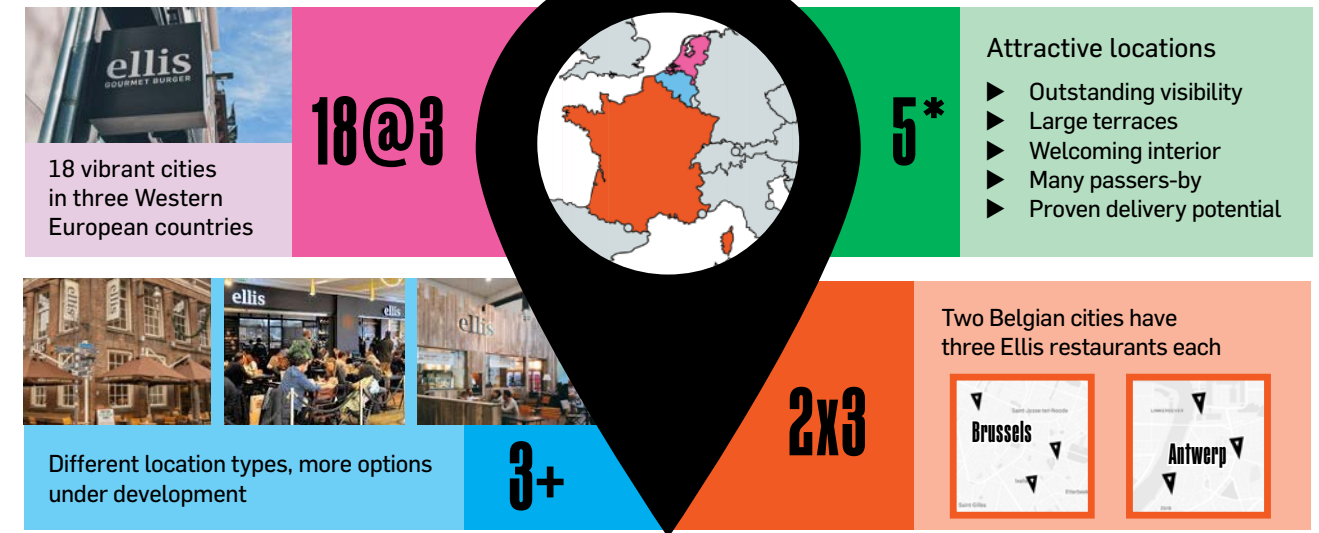 ellis
GOURMET BURGER
18 vibrant cities
in three Western
European countries
18@3
5*
Attractive locations
▶ Outstanding visibility
▶ Large terraces
▶ Welcoming interior
▶ Many passers-by
▶ Proven delivery potential
ellis
ellis
ellis
Different location types, more options
under development
3+
2x3
Two Belgian cities have
three Ellis restaurants each
Brussels
Saint-Gilles
Antwerp